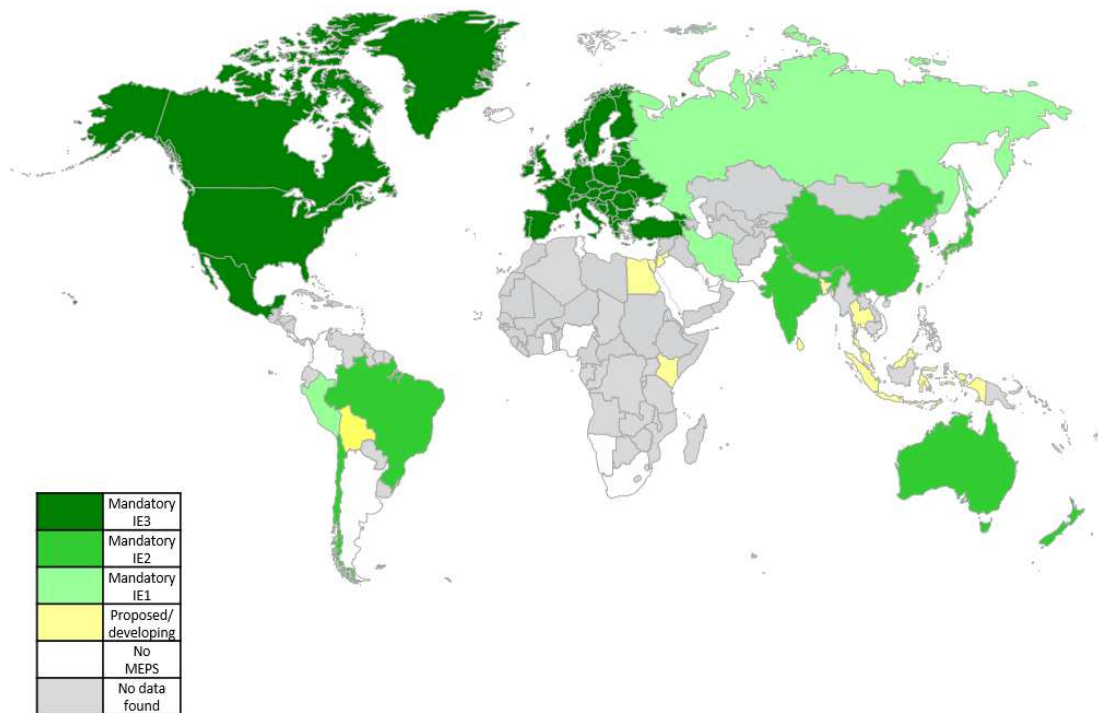 Mandatory
IE3
Mandatory
IE2
Mandatory
IE1
Proposed/
developing
No
MEPS
No data
found